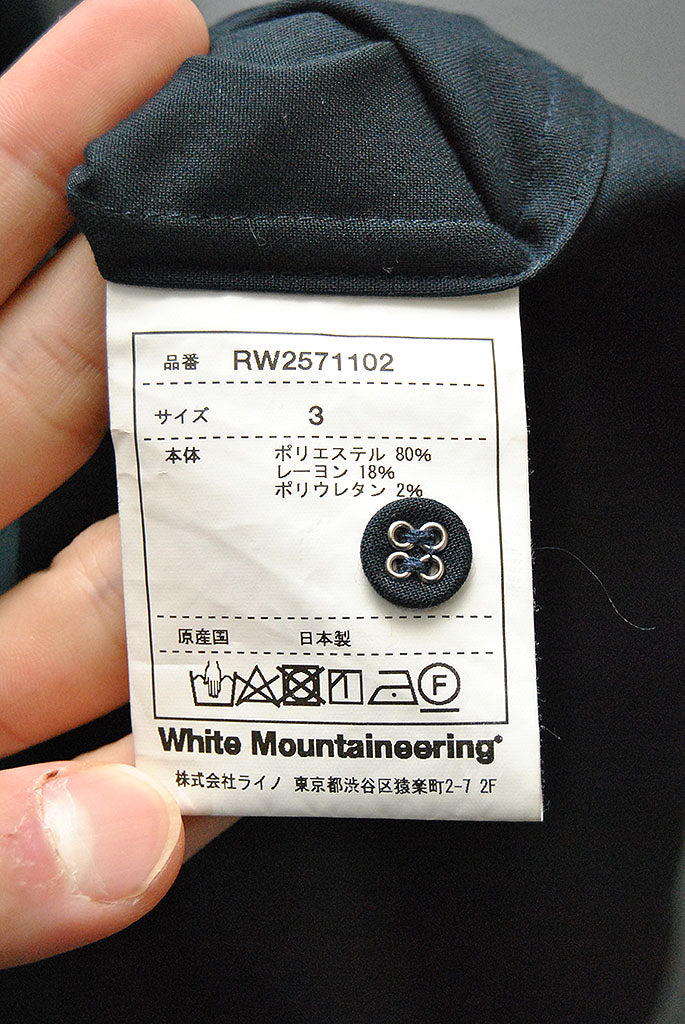 品番 RW2571102
サイズ 3
本体 ポリエステル 80%
レーヨン 18%
ポリウレタン 2%
原産国 日本製
F
White Mountaineering®
株式会社ライノ 東京都渋谷区猿楽町2-7 2F